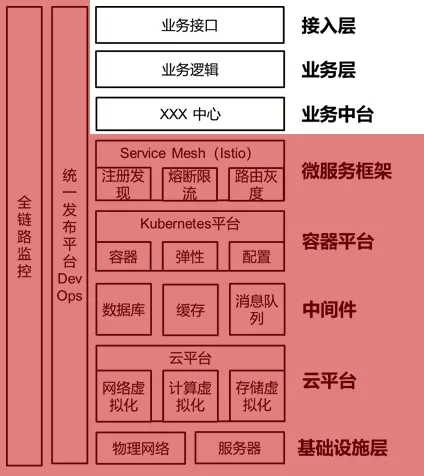 全链路监控
统一发布平台
Dev
Ops
业务接口
接入层
业务逻辑
业务层
XXX 中心
业务中台
Service Mesh（Istio）
注册发
现
熔断限
流
路由灰
度
微服务框架
Kubernetes平台
容器
弹性
配置
容器平台
数据库
缓存
消息队
列
中间件
云平台
网络虚
拟化
计算虚
拟化
存储虚
拟化
云平台
物理网络
服务器
基础设施层